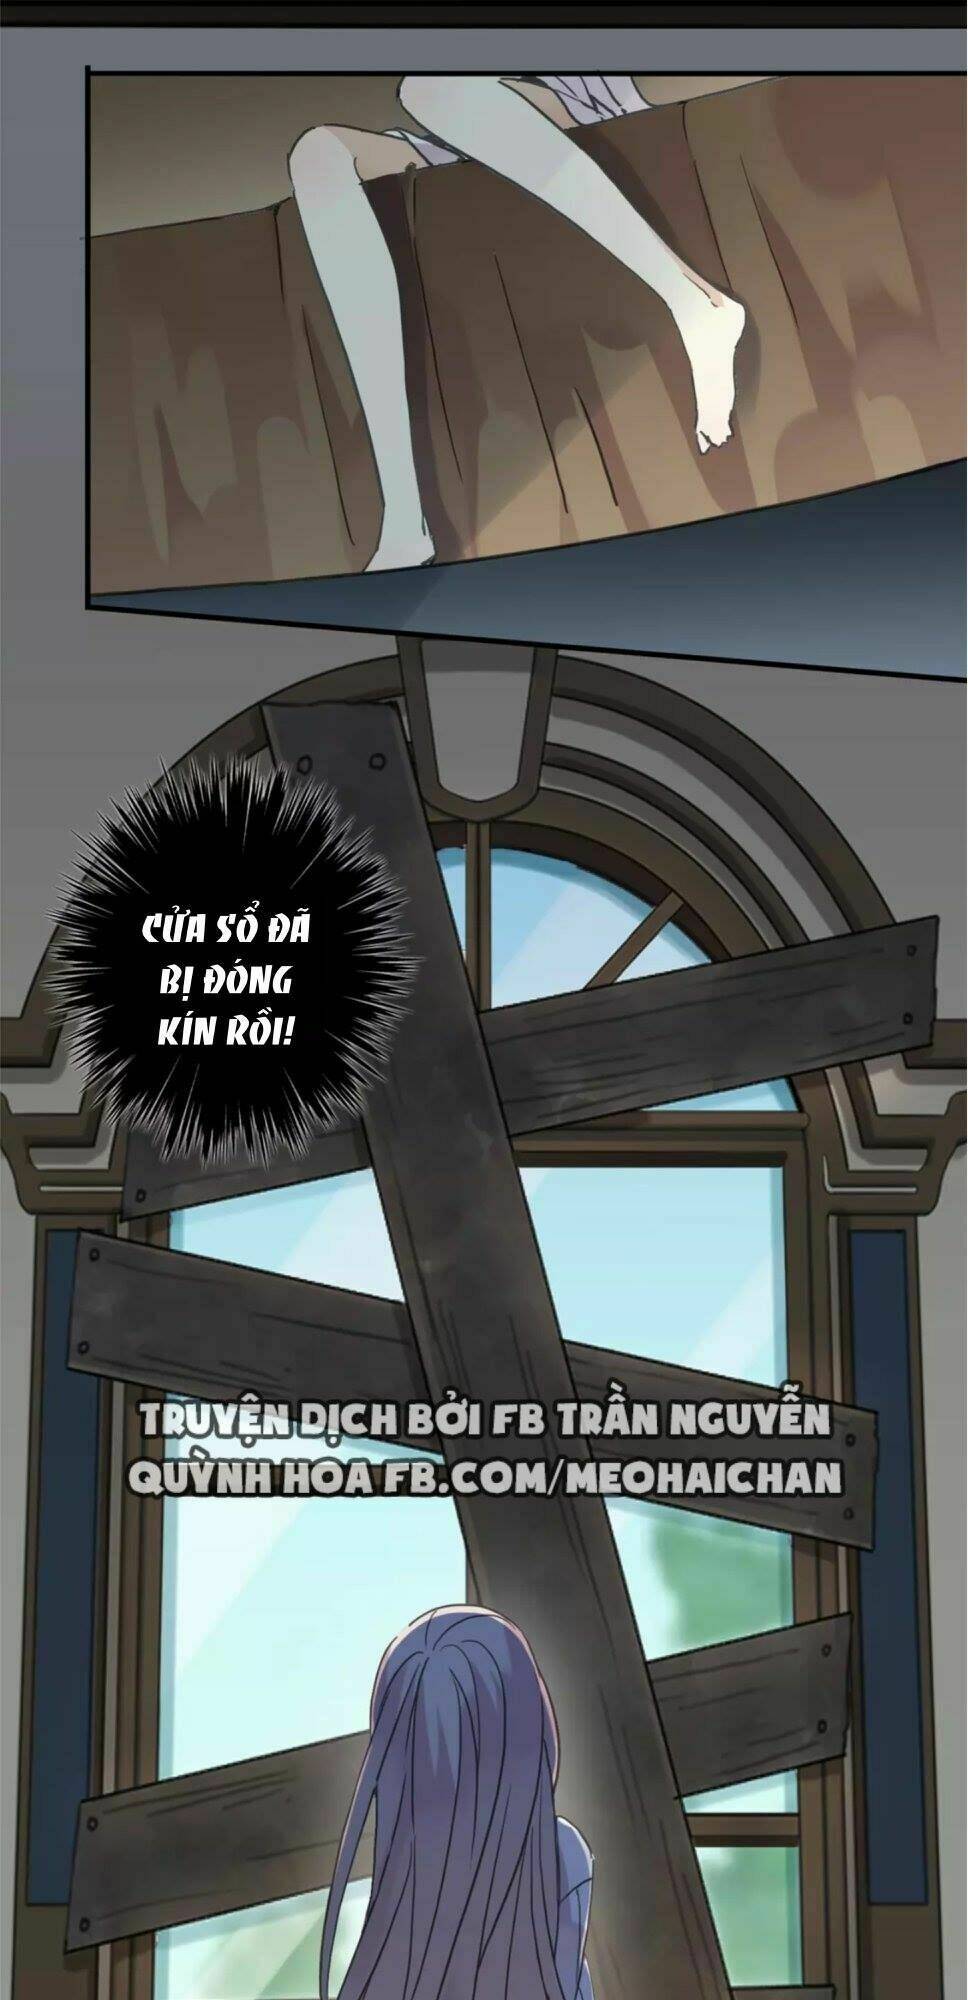 CỬA SỔ ĐÃ
BỊ ĐÓNG
KÍN RỒI!
TRUYỆN DỊCH BỞI FB TRẦN NGUYỄN
QUỲNH HOA FB.COM/MEOHAICHAN